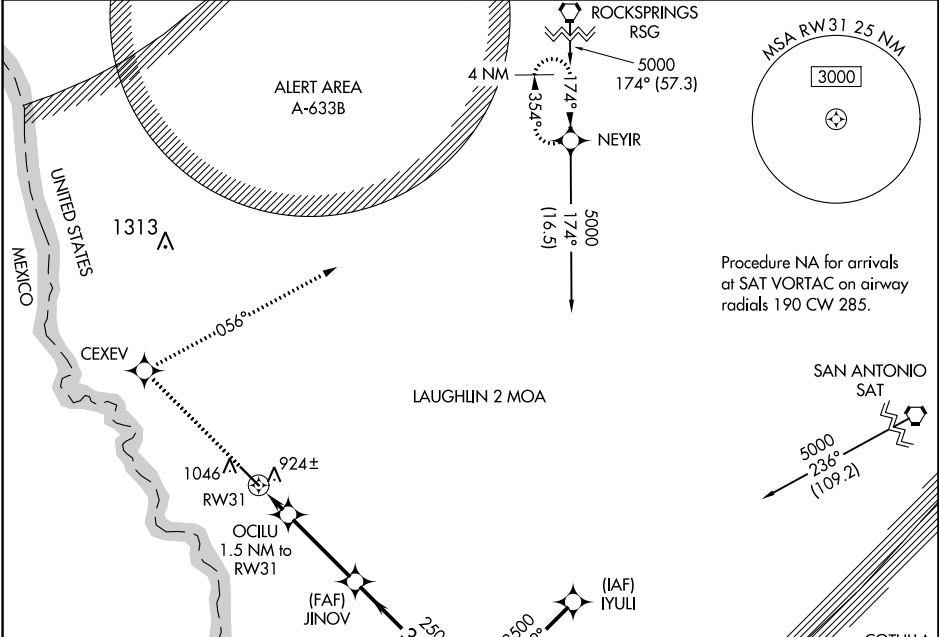 ROCKSPRINGS
RSG
5000
174° (57.3)
4 NM
174°
354°
NEYIR
5000
174°
(16.5)
MSA RW31 25 NM
3000
ALERT AREA
A-633B
UNITED STATES
MEXICO
1313
Procedure NA for arrivals
at SAT VORTAC on airway
radials 190 CW 285.
056°
CEXEV
LAUGHLIN 2 MOA
SAN ANTONIO
SAT
5000
236°
(109.2)
1046
924±
RW31
OCILU
1.5 NM to
RW31
(FAF)
JINOV
(IAF)
IYULI